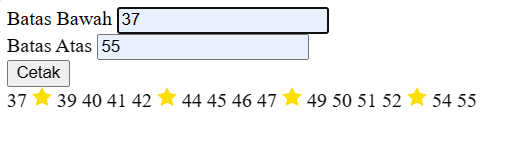 Batas Bawah 37
Batas Atas 55
Cetak
37 ⭐ 39 40 41 42 ⭐ 44 45 46 47 ⭐ 49 50 51 52 ⭐ 54 55